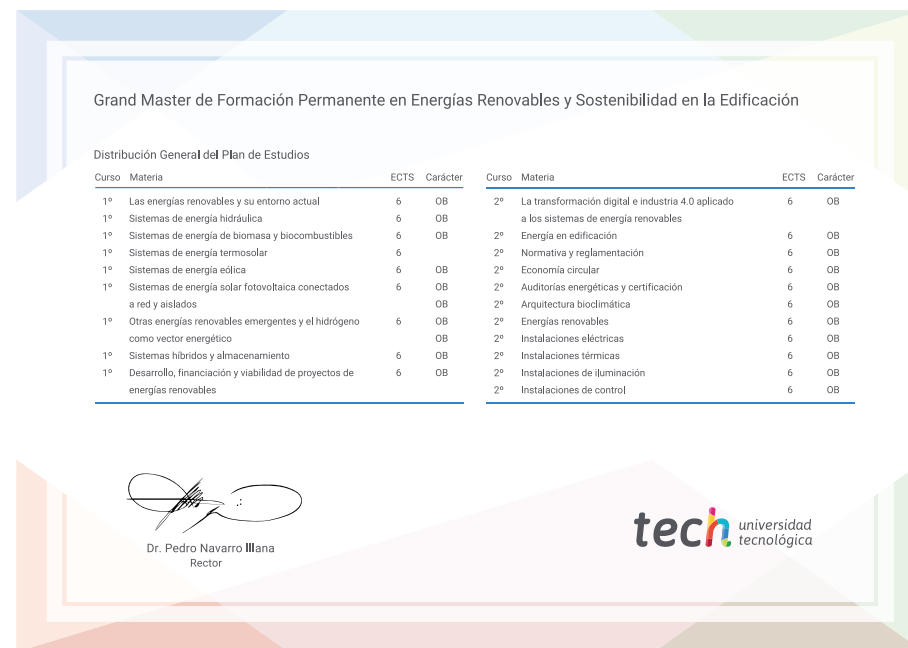 Grand Master de Formación Permanente en Energías Renovables y Sostenibilidad en la Edificación
Distribución General del Plan de Estudios
Curso Materia ECTS Carácter
1º Las energías renovables y su entorno actual 6 OB
1º Sistemas de energía hidráulica 6 OB
1º Sistemas de energía de biomasa y biocombustibles 6 OB
1º Sistemas de energía termosolar 6
1º Sistemas de energía eólica 6 OB
1º Sistemas de energía solar fotovoltaica conectados 6 OB
a red y aislados OB
1º Otras energías renovables emergentes y el hidrógeno 6 OB
como vector energético OB
1º Sistemas híbridos y almacenamiento 6 OB
1º Desarrollo, financiación y viabilidad de proyectos de 6 OB
energías renovables
Curso Materia ECTS Carácter
2º La transformación digital e industria 4.0 aplicado 6 OB
a los sistemas de energía renovables
2º Energía en edificación 6 OB
2º Normativa y reglamentación 6 OB
2º Economía circular 6 OB
2º Auditorías energéticas y certificación 6 OB
2º Arquitectura bioclimática 6 OB
2º Energías renovables 6 OB
2º Instalaciones eléctricas 6 OB
2º Instalaciones térmicas 6 OB
2º Instalaciones de iluminación 6 OB
2º Instalaciones de control 6 OB
Dr. Pedro Navarro Illana
Rector
tech universidad
tecnológica